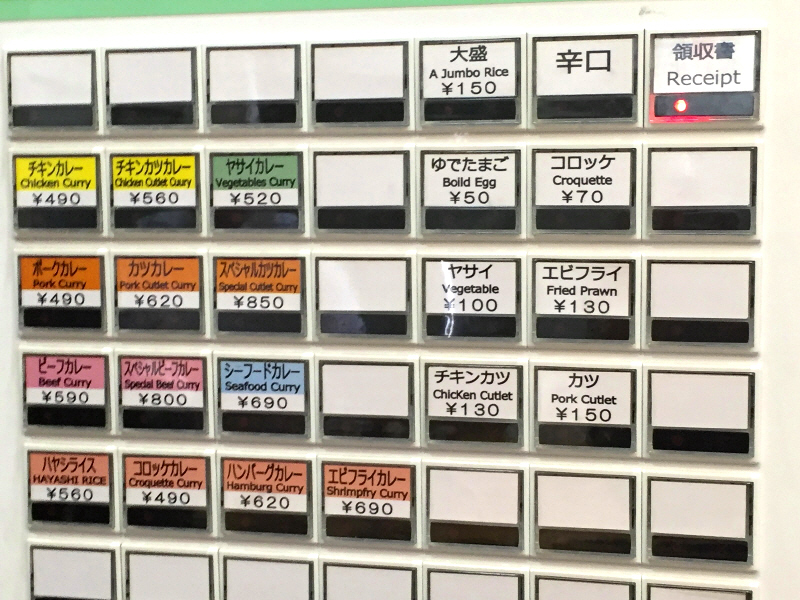 大盛
A Jumbo Rice
¥150
辛口
領収書
Receipt
チキンカレー
Chicken Curry
¥490
チキンカツカレー
Chicken Cutlet Cuury
¥560
ヤサイカレー
Vegetables Curry
¥520
ゆでたまご
Boild Egg
¥50
コロッケ
Croquette
¥70
ポークカレー
Pork Curry
¥490
カツカレー
Pork Cutlet Curry
¥620
スペシャルカツカレー
Special Cutlet Curry
¥850
ヤサイ
Vegetable
¥100
エビフライ
Fried Prawn
¥130
ビーフカレー
Beef Curry
¥590
スペシャルビーフカレー
Special Beef Curry
¥800
シーフードカレー
Seafood Curry
¥690
チキンカツ
Chicken Cutlet
¥130
カツ
Pork Cutlet
¥150
ハヤシライス
HAYASHI RICE
¥560
コロッケカレー
Croquette Curry
¥490
ハンバーグカレー
Hamburg Curry
¥620
エビフライカレー
Shrimpfry Curry
¥690